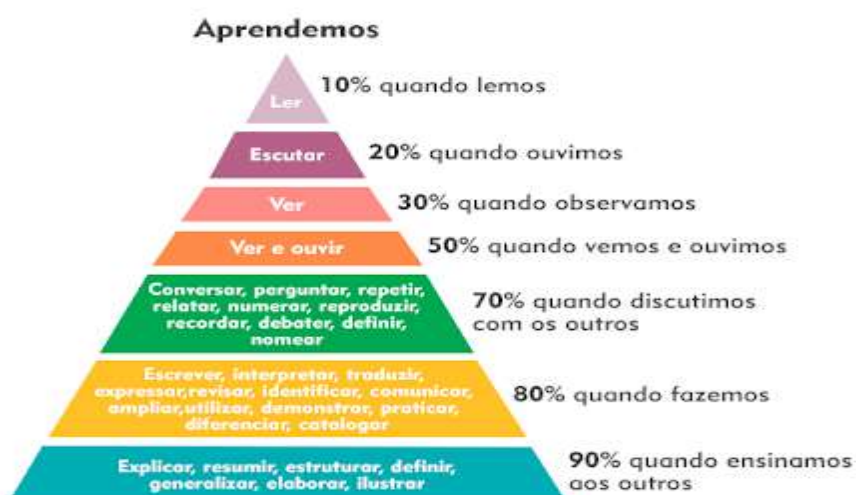 Aprendemos
Ler
10% quando lemos
Escutar
20% quando ouvimos
Ver
30% quando observamos
Ver e ouvir
50% quando vemos e ouvimos
Conversar, perguntar, repetir,
relatar, numerar, reproduzir,
recordar, debater, definir,
nomear
70% quando discutimos
com os outros
Escrever, interpretar, traduzir,
expressar,revisar, identificar, comunicar,
ampliar,utilizar, demonstrar, praticar,
diferenciar, catalogar
80% quando fazemos
Explicar, resumir, estruturar, definir,
generalizar, elaborar, ilustrar
90% quando ensinamos
aos outros